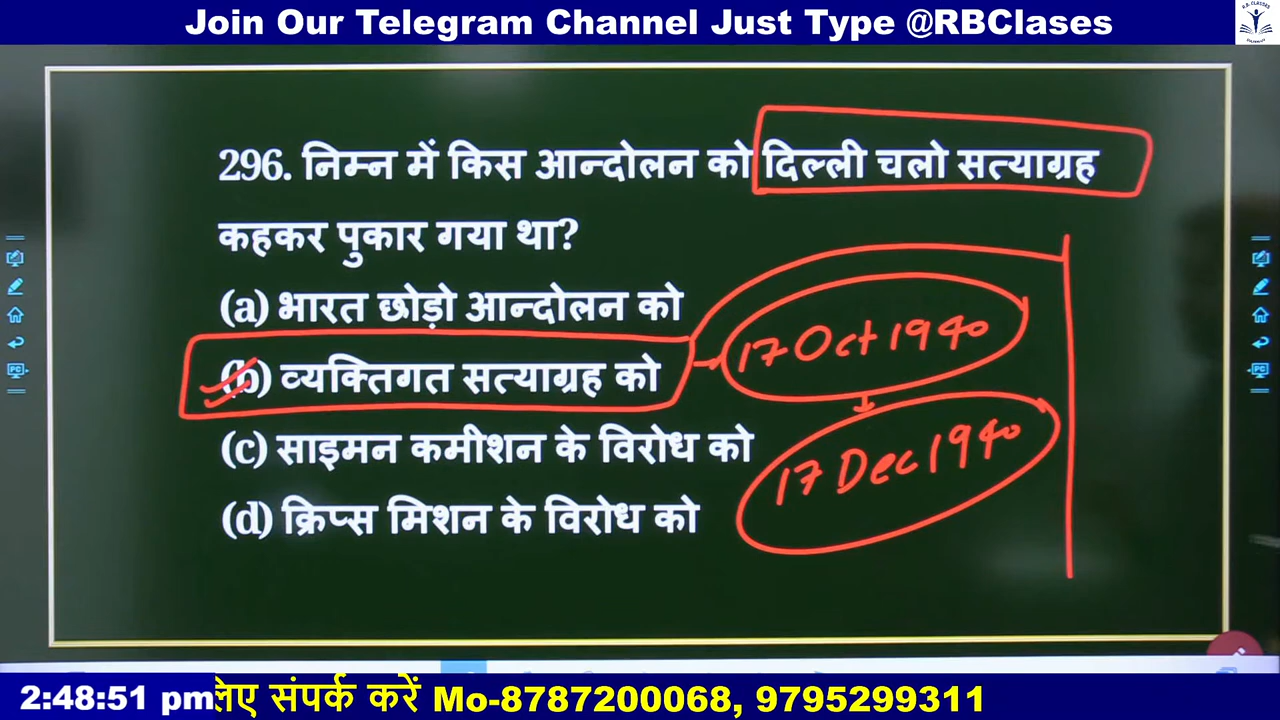 Join Our Telegram Channel Just Type @RBClases
296. निम्न में किस आन्दोलन को दिल्ली चलो सत्याग्रह
कहकर पुकार गया था?
(a) भारत छोड़ो आन्दोलन को
(b) व्यक्तिगत सत्याग्रह को
17 Oct 1940
(c) साइमन कमीशन के विरोध को
17 Dec 1940
(d) क्रिप्स मिशन के विरोध को
2:48:51 pm लिए संपर्क करें Mo-8787200068, 9795299311